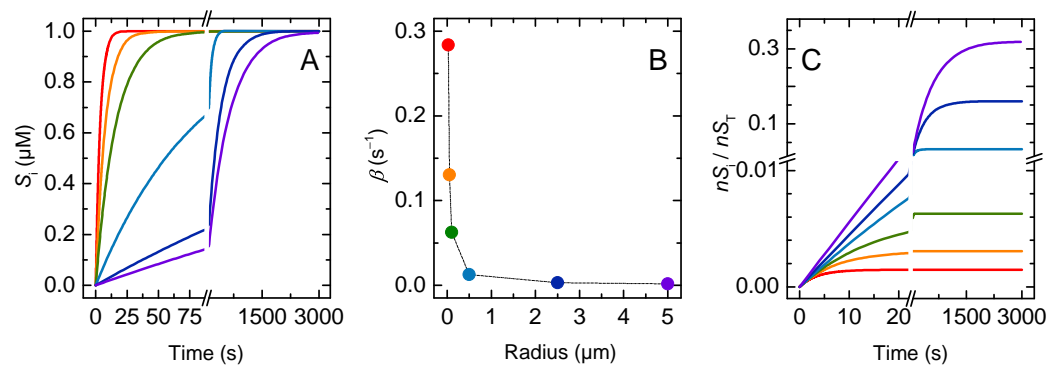 A
1.0
0.8
0.6
0.4
0.2
0.0
Sᵢ (µM)
0 25 50 75 1500 3000
Time (s)
B
0.3
0.2
0.1
0.0
β (s⁻¹)
0 1 2 3 4 5
Radius (µm)
C
0.3
0.1
0.01
0.00
nSᵢ / nS_T
0 10 20 1500 3000
Time (s)